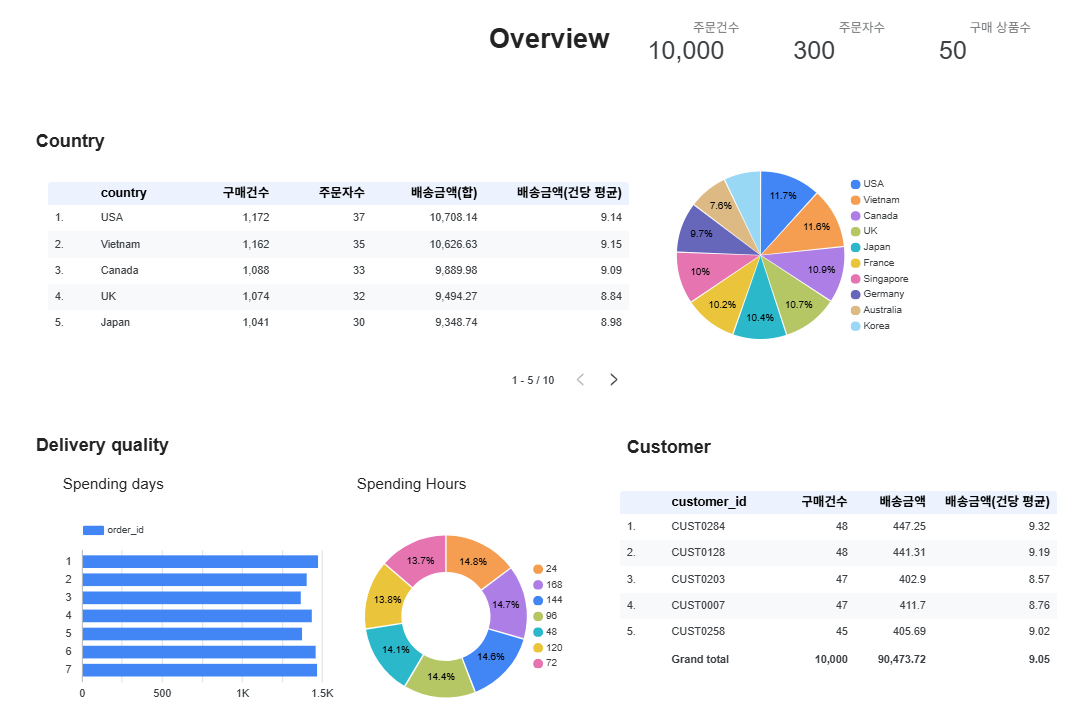 Overview
주문건수
10,000
주문자수
300
구매 상품수
50
Country
country 구매건수 주문자수 배송금액(합) 배송금액(건당 평균)
1. USA 1,172 37 10,708.14 9.14
2. Vietnam 1,162 35 10,626.63 9.15
3. Canada 1,088 33 9,889.98 9.09
4. UK 1,074 32 9,494.27 8.84
5. Japan 1,041 30 9,348.74 8.98
1 - 5 / 10
11.7%
11.6%
10.9%
10.7%
10.4%
10.2%
10%
9.7%
7.6%
USA
Vietnam
Canada
UK
Japan
France
Singapore
Germany
Australia
Korea
Delivery quality
Spending days
order_id
1
2
3
4
5
6
7
0 500 1K 1.5K
Spending Hours
14.8%
14.7%
14.6%
14.4%
14.1%
13.8%
13.7%
24
168
144
96
48
120
72
Customer
customer_id 구매건수 배송금액 배송금액(건당 평균)
1. CUST0284 48 447.25 9.32
2. CUST0128 48 441.31 9.19
3. CUST0203 47 402.9 8.57
4. CUST0007 47 411.7 8.76
5. CUST0258 45 405.69 9.02
Grand total 10,000 90,473.72 9.05